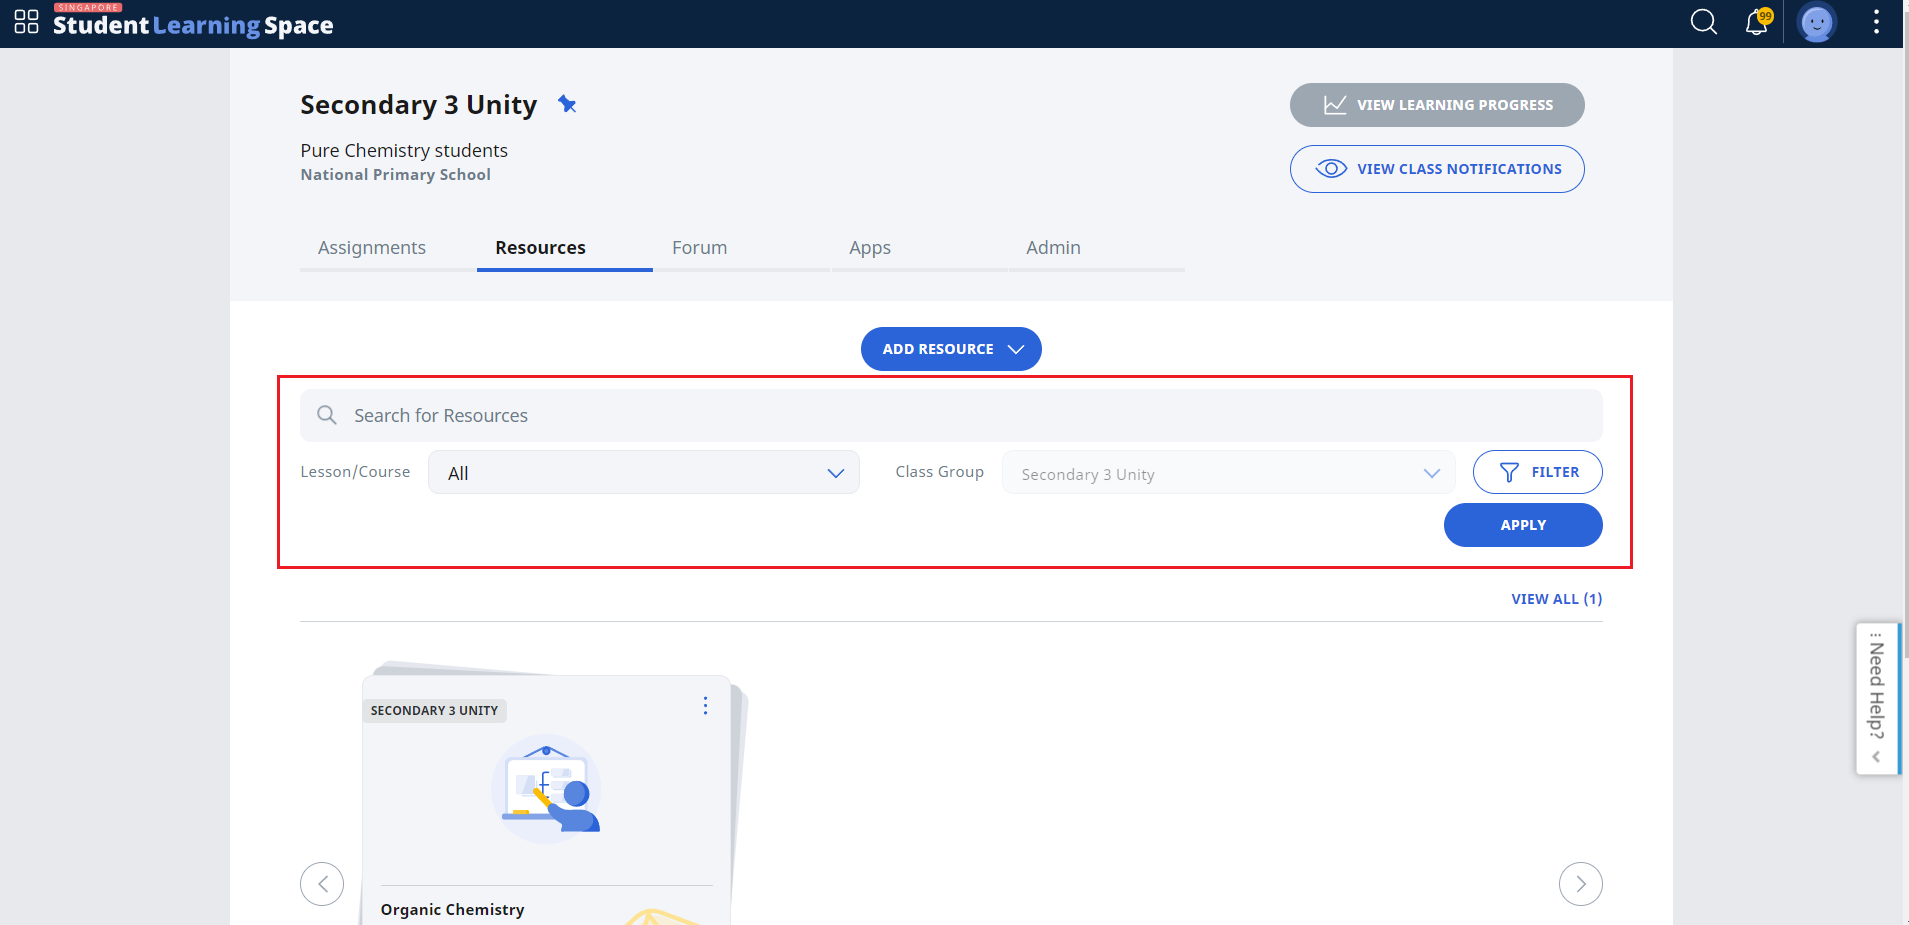 SINGAPORE
Student Learning Space
99
Secondary 3 Unity
VIEW LEARNING PROGRESS
Pure Chemistry students
National Primary School
VIEW CLASS NOTIFICATIONS
Assignments Resources Forum Apps Admin
ADD RESOURCE
Search for Resources
Lesson/Course All Class Group Secondary 3 Unity FILTER
APPLY
VIEW ALL (1)
Need Help?
SECONDARY 3 UNITY
Organic Chemistry